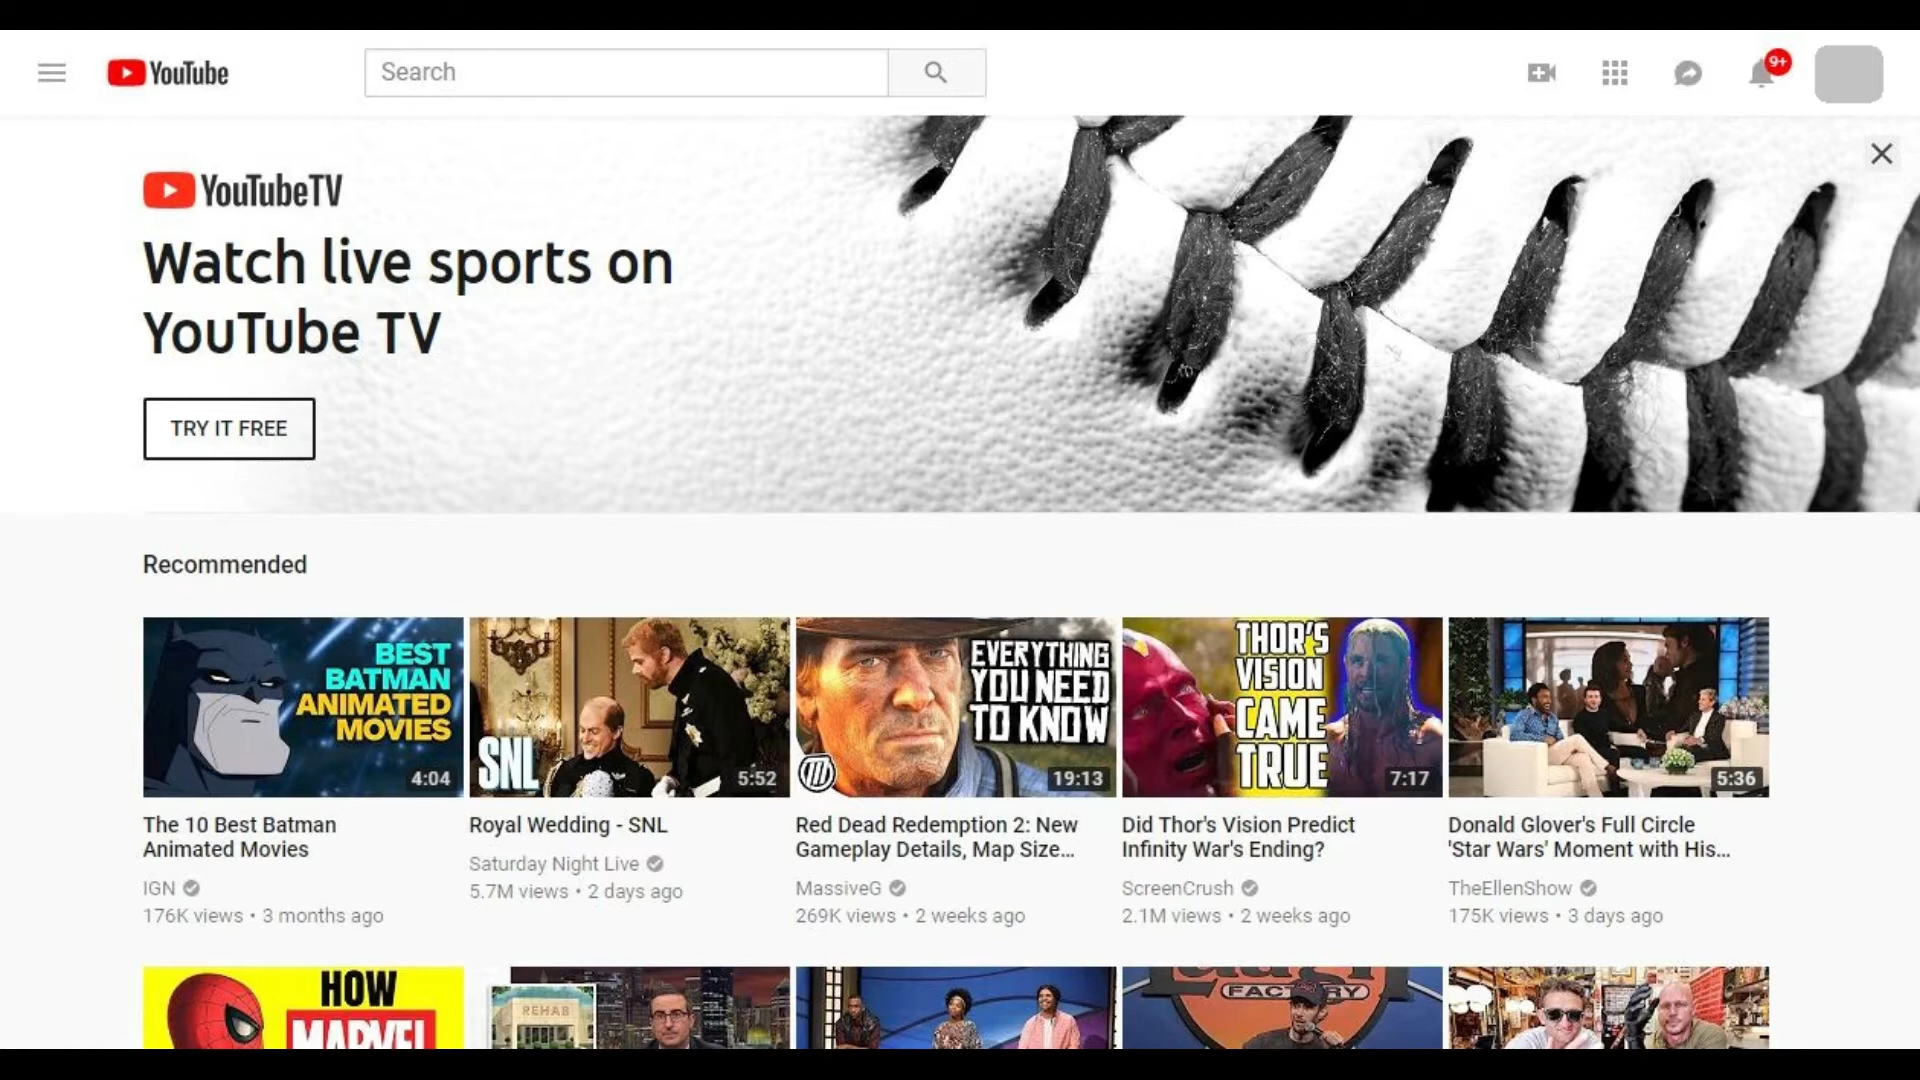 YouTube
Search
9+
YouTubeTV
Watch live sports on
YouTube TV
TRY IT FREE
Recommended
BEST
BATMAN
ANIMATED
MOVIES
4:04
The 10 Best Batman
Animated Movies
IGN
176K views • 3 months ago
SNL
5:52
Royal Wedding - SNL
Saturday Night Live
5.7M views • 2 days ago
EVERYTHING
YOU NEED
TO KNOW
19:13
Red Dead Redemption 2: New
Gameplay Details, Map Size...
MassiveG
269K views • 2 weeks ago
THOR'S
VISION
CAME
TRUE
7:17
Did Thor's Vision Predict
Infinity War's Ending?
ScreenCrush
2.1M views • 2 weeks ago
5:36
Donald Glover's Full Circle
'Star Wars' Moment with His...
TheEllenShow
175K views • 3 days ago
HOW
MARVEL
REHAB
FACTORY